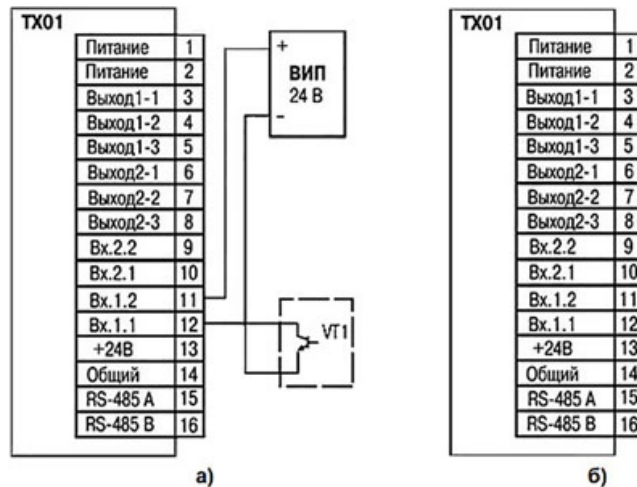 TX01
Питание 1
Питание 2
Выход1-1 3
Выход1-2 4
Выход1-3 5
Выход2-1 6
Выход2-2 7
Выход2-3 8
Вх.2.2 9
Вх.2.1 10
Вх.1.2 11
Вх.1.1 12
+24В 13
Общий 14
RS-485 A 15
RS-485 B 16
+
ВИП
24 В
−
VT1
а)
TX01
Питание 1
Питание 2
Выход1-1 3
Выход1-2 4
Выход1-3 5
Выход2-1 6
Выход2-2 7
Выход2-3 8
Вх.2.2 9
Вх.2.1 10
Вх.1.2 11
Вх.1.1 12
+24В 13
Общий 14
RS-485 A 15
RS-485 B 16
б)